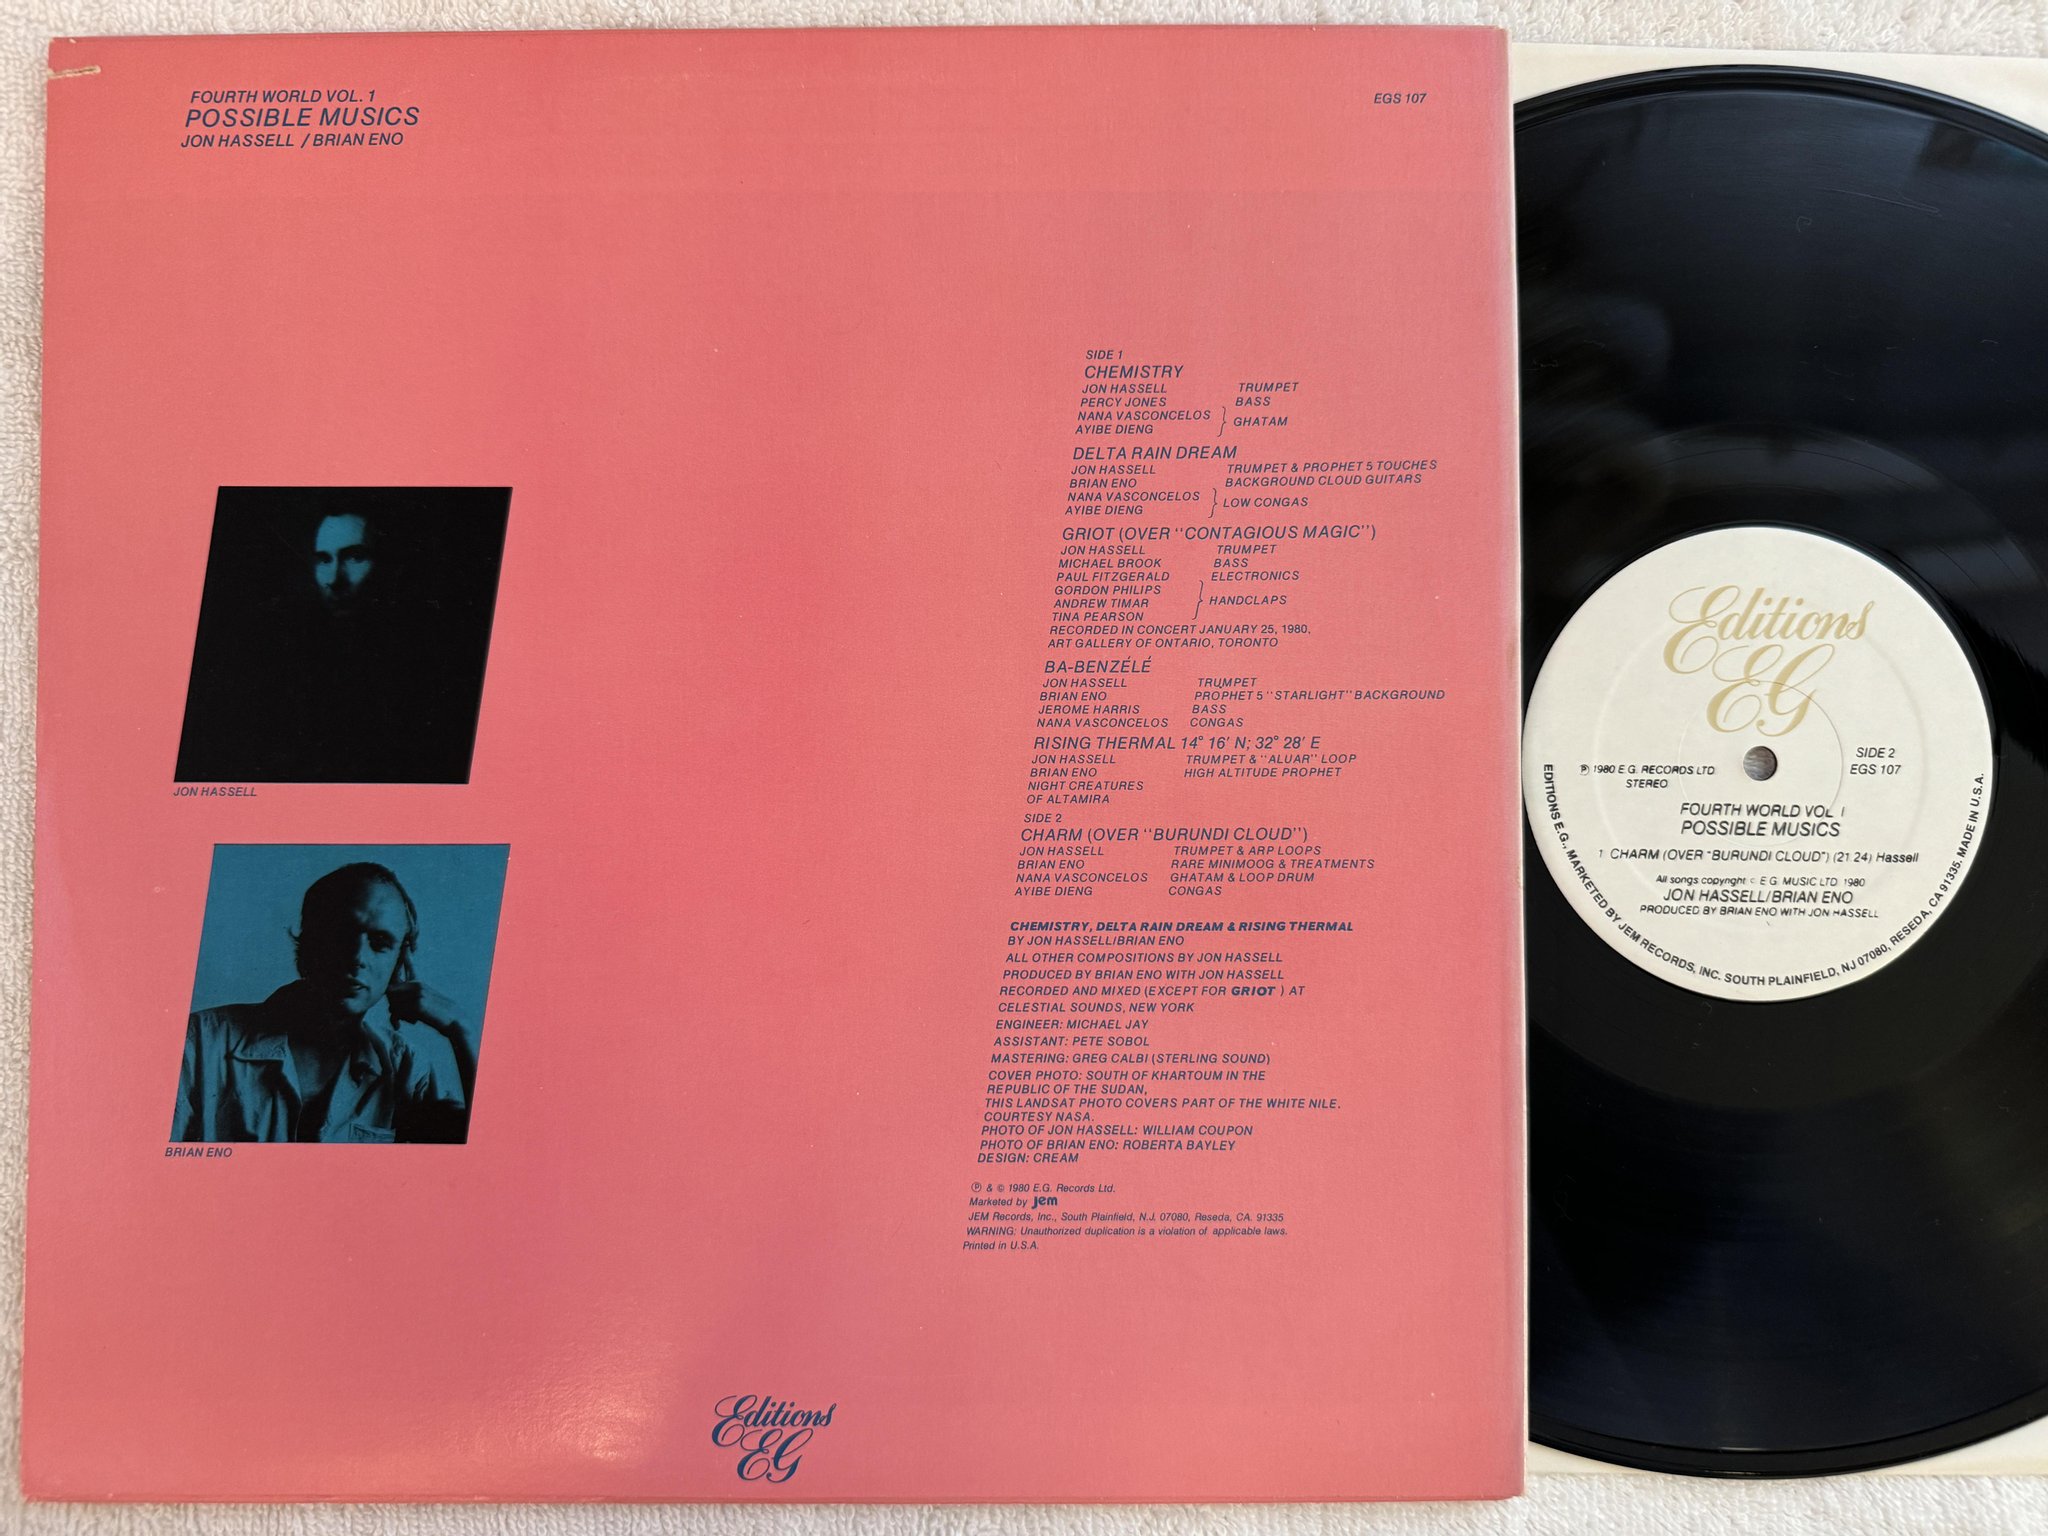 FOURTH WORLD VOL. 1
POSSIBLE MUSICS
JON HASSELL / BRIAN ENO
EGS 107
JON HASSELL
BRIAN ENO
SIDE 1
CHEMISTRY
JON HASSELL TRUMPET
PERCY JONES BASS
NANA VASCONCELOS
AYIBE DIENG } GHATAM
DELTA RAIN DREAM
JON HASSELL TRUMPET & PROPHET 5 TOUCHES
BRIAN ENO BACKGROUND CLOUD GUITARS
NANA VASCONCELOS
AYIBE DIENG } LOW CONGAS
GRIOT (OVER "CONTAGIOUS MAGIC")
JON HASSELL TRUMPET
MICHAEL BROOK BASS
PAUL FITZGERALD ELECTRONICS
GORDON PHILIPS
ANDREW TIMAR } HANDCLAPS
TINA PEARSON
RECORDED IN CONCERT JANUARY 25, 1980,
ART GALLERY OF ONTARIO, TORONTO
BA-BENZÉLÉ
JON HASSELL TRUMPET
BRIAN ENO PROPHET 5 "STARLIGHT" BACKGROUND
JEROME HARRIS BASS
NANA VASCONCELOS CONGAS
RISING THERMAL 14° 16′ N; 32° 28′ E
JON HASSELL TRUMPET & "ALUAR" LOOP
BRIAN ENO HIGH ALTITUDE PROPHET
NIGHT CREATURES
OF ALTAMIRA
SIDE 2
CHARM (OVER "BURUNDI CLOUD")
JON HASSELL TRUMPET & ARP LOOPS
BRIAN ENO RARE MINIMOOG & TREATMENTS
NANA VASCONCELOS GHATAM & LOOP DRUM
AYIBE DIENG CONGAS
CHEMISTRY, DELTA RAIN DREAM & RISING THERMAL
BY JON HASSELL/BRIAN ENO
ALL OTHER COMPOSITIONS BY JON HASSELL
PRODUCED BY BRIAN ENO WITH JON HASSELL
RECORDED AND MIXED (EXCEPT FOR GRIOT ) AT
CELESTIAL SOUNDS, NEW YORK
ENGINEER: MICHAEL JAY
ASSISTANT: PETE SOBOL
MASTERING: GREG CALBI (STERLING SOUND)
COVER PHOTO: SOUTH OF KHARTOUM IN THE
REPUBLIC OF THE SUDAN,
THIS LANDSAT PHOTO COVERS PART OF THE WHITE NILE.
COURTESY NASA.
PHOTO OF JON HASSELL: WILLIAM COUPON
PHOTO OF BRIAN ENO: ROBERTA BAYLEY
DESIGN: CREAM
℗ & © 1980 E.G. Records Ltd.
Marketed by jem
JEM Records, Inc., South Plainfield, N.J. 07080, Reseda, CA. 91335
WARNING: Unauthorized duplication is a violation of applicable laws.
Printed in U.S.A.
Editions
EG
Editions
EG
SIDE 2
EGS 107
℗ 1980 E.G. RECORDS LTD
STEREO
FOURTH WORLD VOL I
POSSIBLE MUSICS
1 CHARM (OVER "BURUNDI CLOUD") (21 24) Hassell
All songs copyright © E.G. MUSIC LTD. 1980
JON HASSELL/BRIAN ENO
PRODUCED BY BRIAN ENO WITH JON HASSELL
EDITIONS E.G., MARKETED BY JEM RECORDS, INC. SOUTH PLAINFIELD, NJ 07080, RESEDA, CA 91335. MADE IN U.S.A.